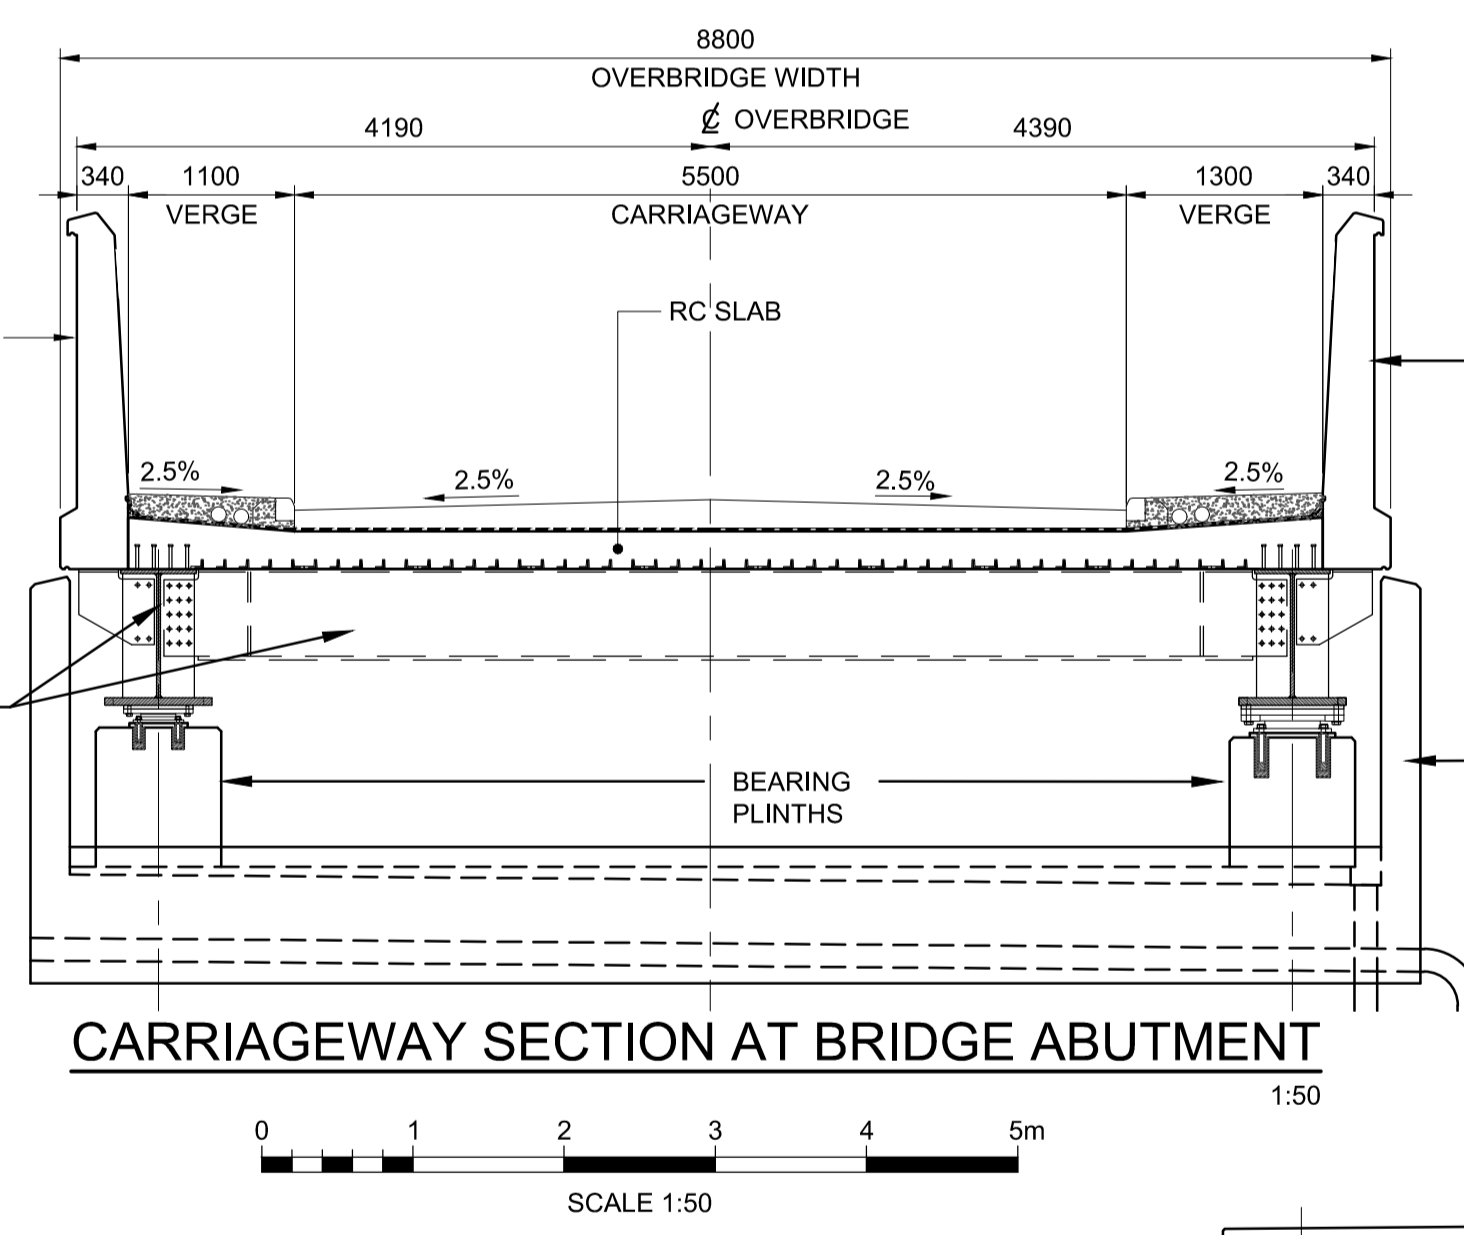 8800
OVERBRIDGE WIDTH
℄ OVERBRIDGE
4190
4390
340
1100
5500
1300
340
VERGE
CARRIAGEWAY
VERGE
RC SLAB
2.5%
2.5%
2.5%
2.5%
BEARING
PLINTHS
CARRIAGEWAY SECTION AT BRIDGE ABUTMENT
1:50
0 1 2 3 4 5m
SCALE 1:50